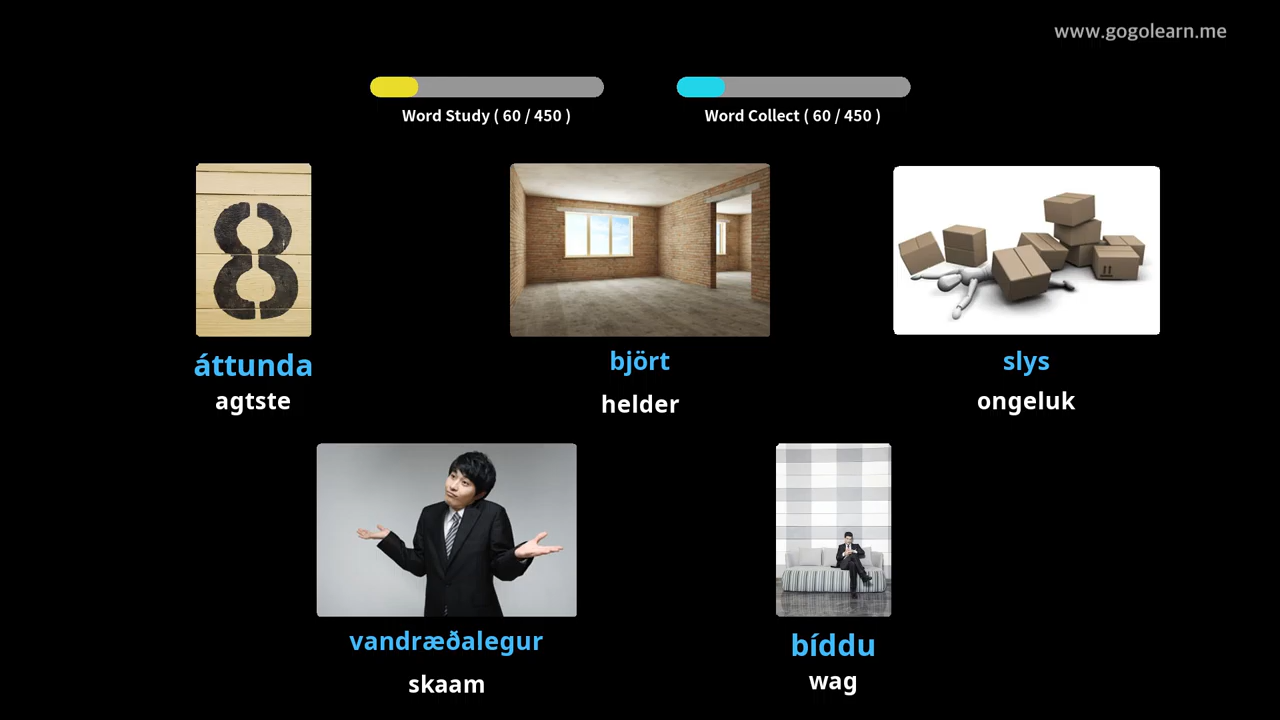 www.gogolearn.me
Word Study ( 60 / 450 )
Word Collect ( 60 / 450 )
8
áttunda
agtste
björt
helder
slys
ongeluk
vandræðalegur
skaam
bíddu
wag